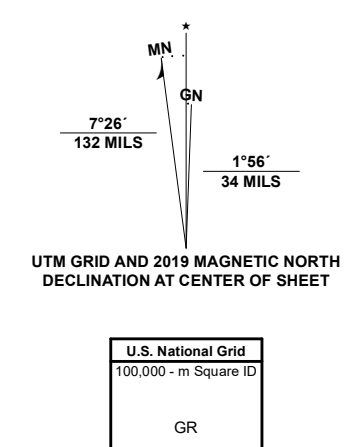 ★
MN
GN
7°26´
132 MILS
1°56´
34 MILS
UTM GRID AND 2019 MAGNETIC NORTH
DECLINATION AT CENTER OF SHEET
U.S. National Grid
100,000 - m Square ID
GR